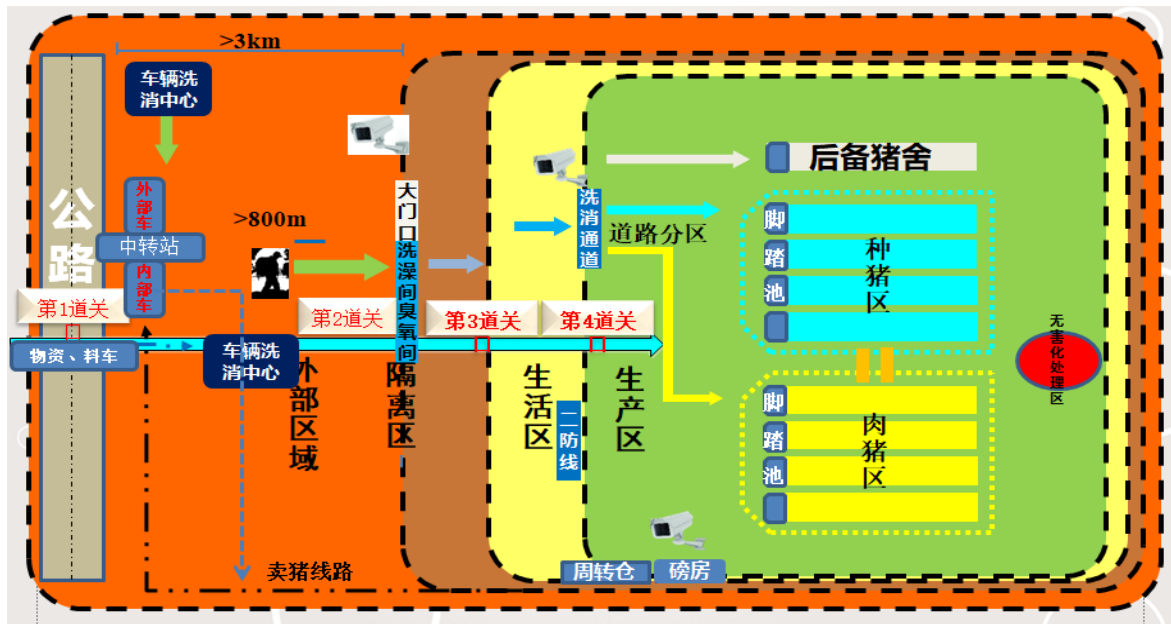 >3km
车辆洗
消中心
公路
外部车
中转站
内部车
>800m
大门口
洗澡间臭氧间
洗消通道
道路分区
后备猪舍
脚
踏
池
种猪区
第1道关
第2道关
第3道关
第4道关
物资、料车
车辆洗
消中心
外部区域
隔离区
生活区
二防线
生产区
脚
踏
池
肉猪区
无害化处理区
卖猪线路
周转仓
磅房